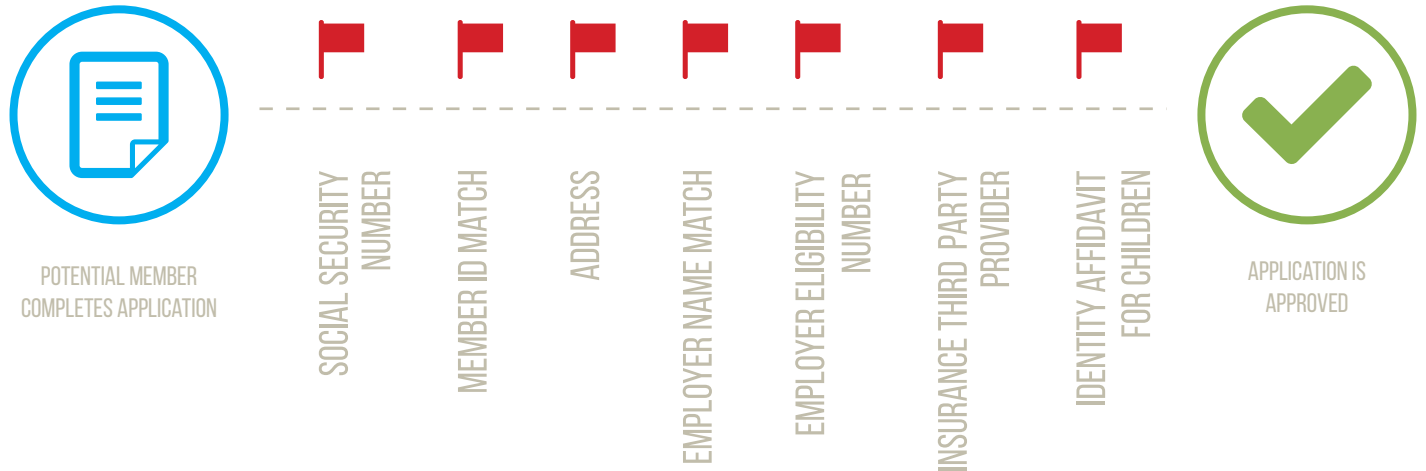 POTENTIAL MEMBER
COMPLETES APPLICATION
SOCIAL SECURITY
NUMBER
MEMBER ID MATCH
ADDRESS
EMPLOYER NAME MATCH
EMPLOYER ELIGIBILITY
NUMBER
INSURANCE THIRD PARTY
PROVIDER
IDENTITY AFFIDAVIT
FOR CHILDREN
APPLICATION IS
APPROVED